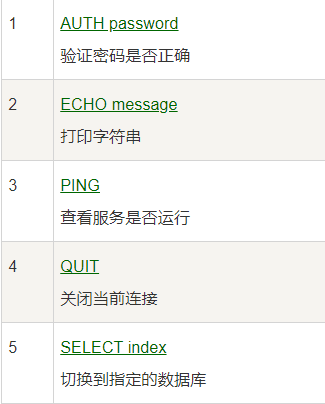 1
AUTH password
验证密码是否正确
2
ECHO message
打印字符串
3
PING
查看服务是否运行
4
QUIT
关闭当前连接
5
SELECT index
切换到指定的数据库